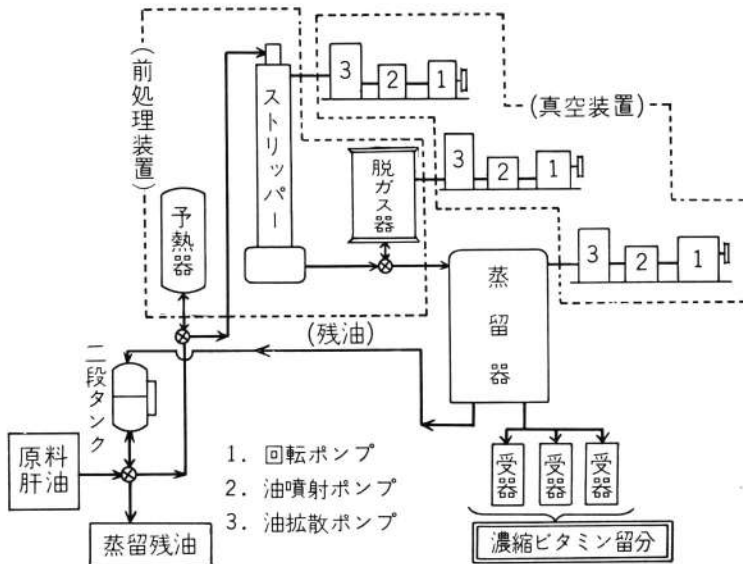 (前処理装置)
ストリッパー
3 2 1
(真空装置)
脱ガス器
3 2 1
予熱器
3 2 1
蒸留器
(残油)
二段タンク
原料
肝油
1. 回転ポンプ
2. 油噴射ポンプ
3. 油拡散ポンプ
受器 受器 受器
蒸留残油
濃縮ビタミン留分